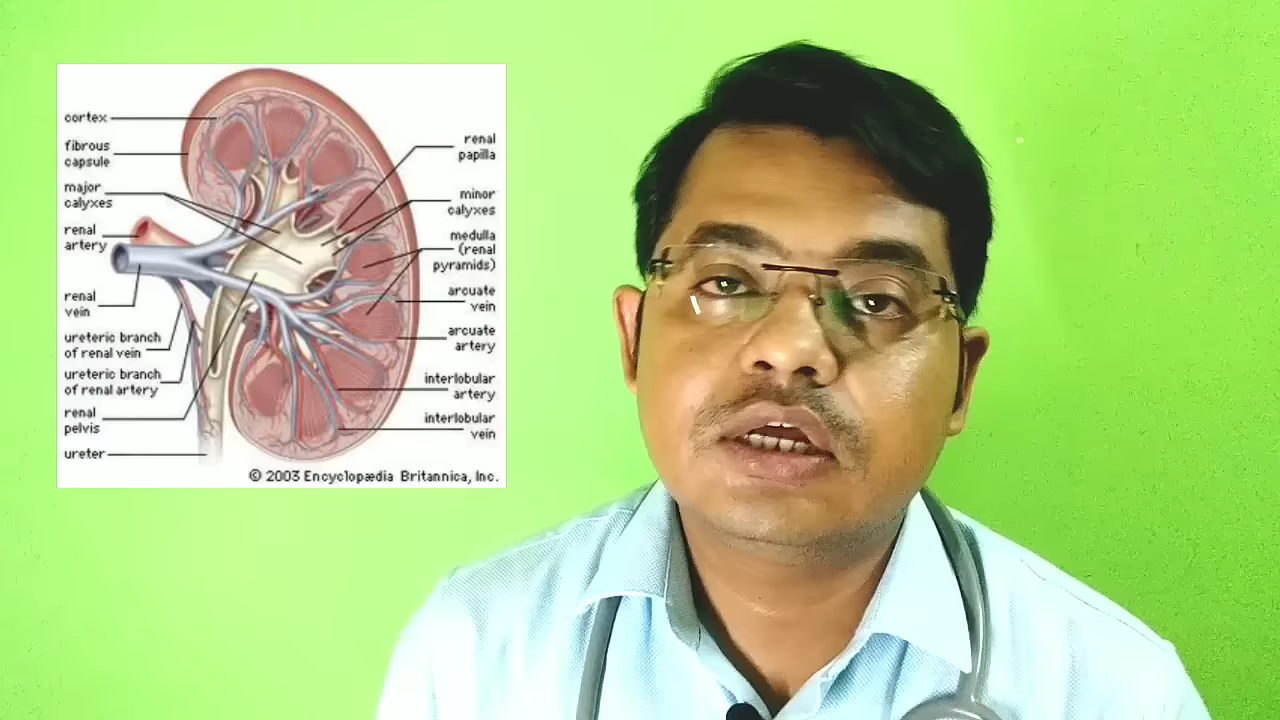 cortex
fibrous
capsule
major
calyxes
renal
artery
renal
vein
ureteric branch
of renal vein
ureteric branch
of renal artery
renal
pelvis
ureter
renal
papilla
minor
calyxes
medulla
(renal
pyramids)
arcuate
vein
arcuate
artery
interlobular
artery
interlobular
vein
© 2003 Encyclopædia Britannica, Inc.